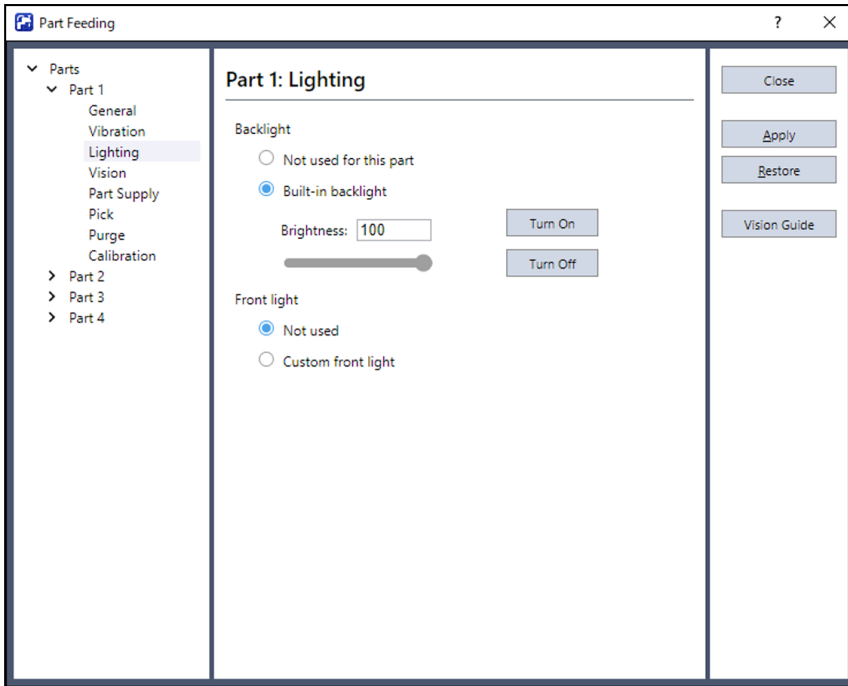 Part Feeding
?
Parts
Part 1
General
Vibration
Lighting
Vision
Part Supply
Pick
Purge
Calibration
Part 2
Part 3
Part 4
Part 1: Lighting
Backlight
Not used for this part
Built-in backlight
Brightness: 100
Turn On
Turn Off
Front light
Not used
Custom front light
Close
Apply
Restore
Vision Guide